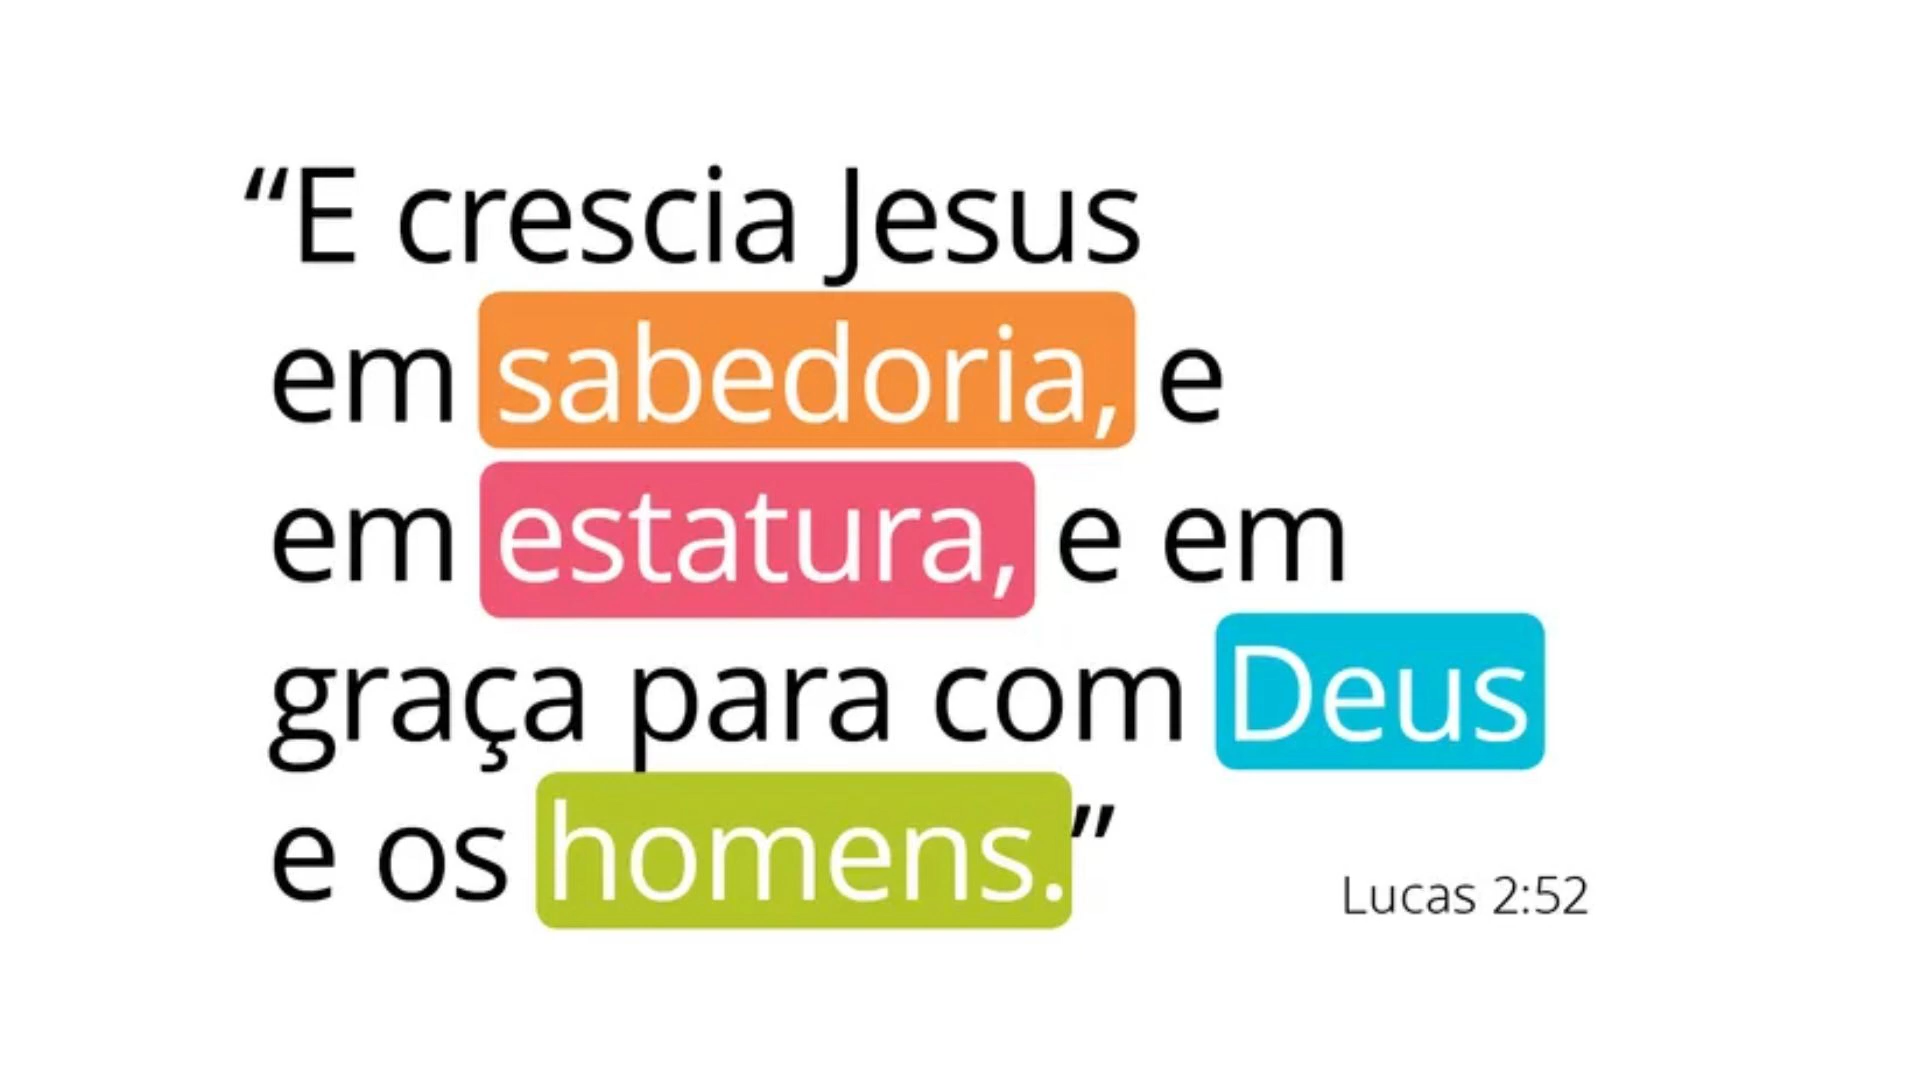 “E crescia Jesus
em sabedoria, e
em estatura, e em
graça para com Deus
e os homens.”
Lucas 2:52